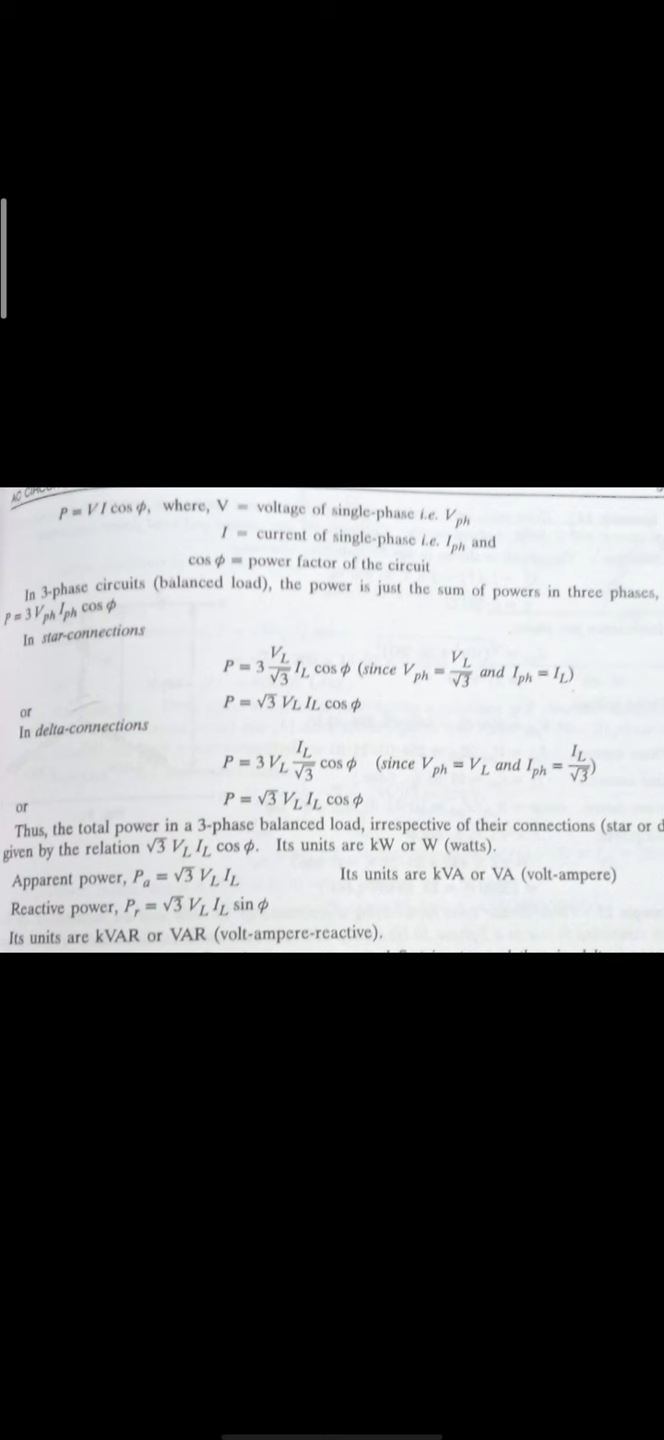 AC
P = V I cos ϕ, where, V = voltage of single-phase i.e. V_ph
I = current of single-phase i.e. I_ph and
cos ϕ = power factor of the circuit
In 3-phase circuits (balanced load), the power is just the sum of powers in three phases,
P = 3 V_ph I_ph cos ϕ
In star-connections
P = 3 V_L/√3 I_L cos ϕ (since V_ph = V_L/√3 and I_ph = I_L)
or P = √3 V_L I_L cos ϕ
In delta-connections
P = 3 V_L I_L/√3 cos ϕ (since V_ph = V_L and I_ph = I_L/√3)
or P = √3 V_L I_L cos ϕ
Thus, the total power in a 3-phase balanced load, irrespective of their connections (star or d
given by the relation √3 V_L I_L cos ϕ. Its units are kW or W (watts).
Apparent power, P_a = √3 V_L I_L Its units are kVA or VA (volt-ampere)
Reactive power, P_r = √3 V_L I_L sin ϕ
Its units are kVAR or VAR (volt-ampere-reactive).